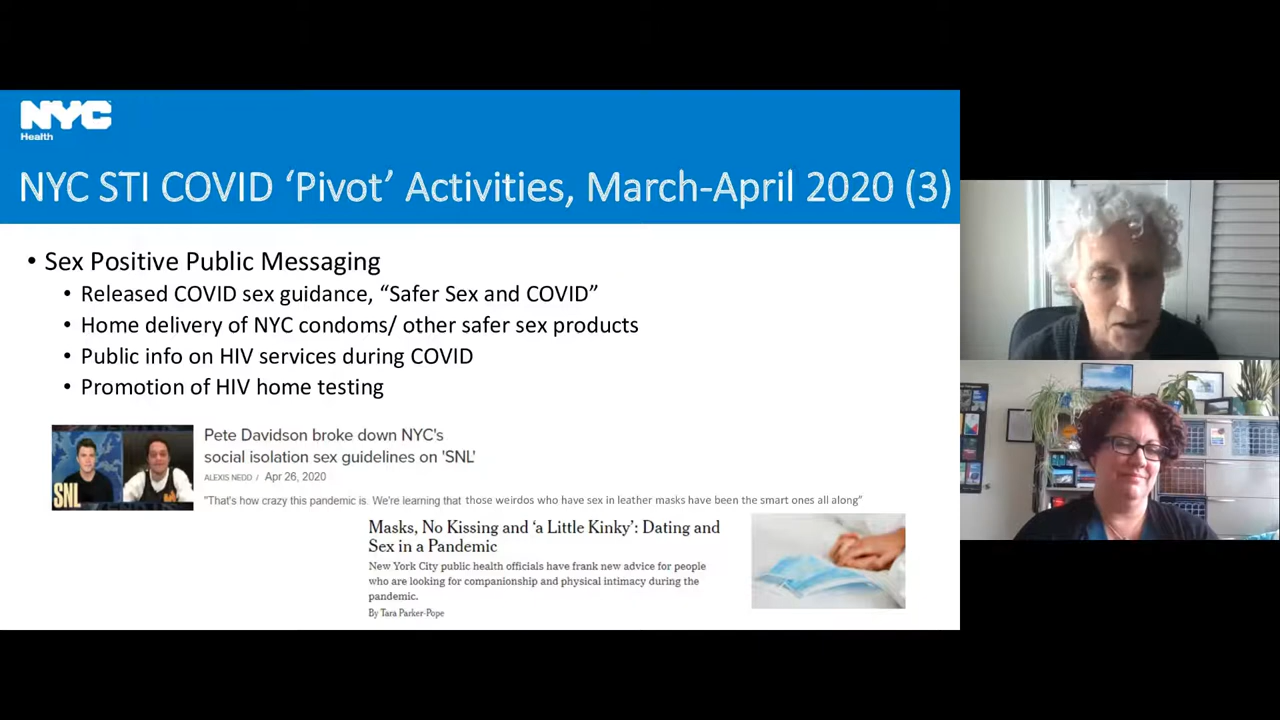 NYC
Health
NYC STI COVID ‘Pivot’ Activities, March-April 2020 (3)
• Sex Positive Public Messaging
• Released COVID sex guidance, “Safer Sex and COVID”
• Home delivery of NYC condoms/ other safer sex products
• Public info on HIV services during COVID
• Promotion of HIV home testing
SNL
Pete Davidson broke down NYC's
social isolation sex guidelines on 'SNL'
ALEXIS NEDD / Apr 26, 2020
"That's how crazy this pandemic is. We're learning that those weirdos who have sex in leather masks have been the smart ones all along”
Masks, No Kissing and ‘a Little Kinky’: Dating and
Sex in a Pandemic
New York City public health officials have frank new advice for people
who are looking for companionship and physical intimacy during the
pandemic.
By Tara Parker-Pope